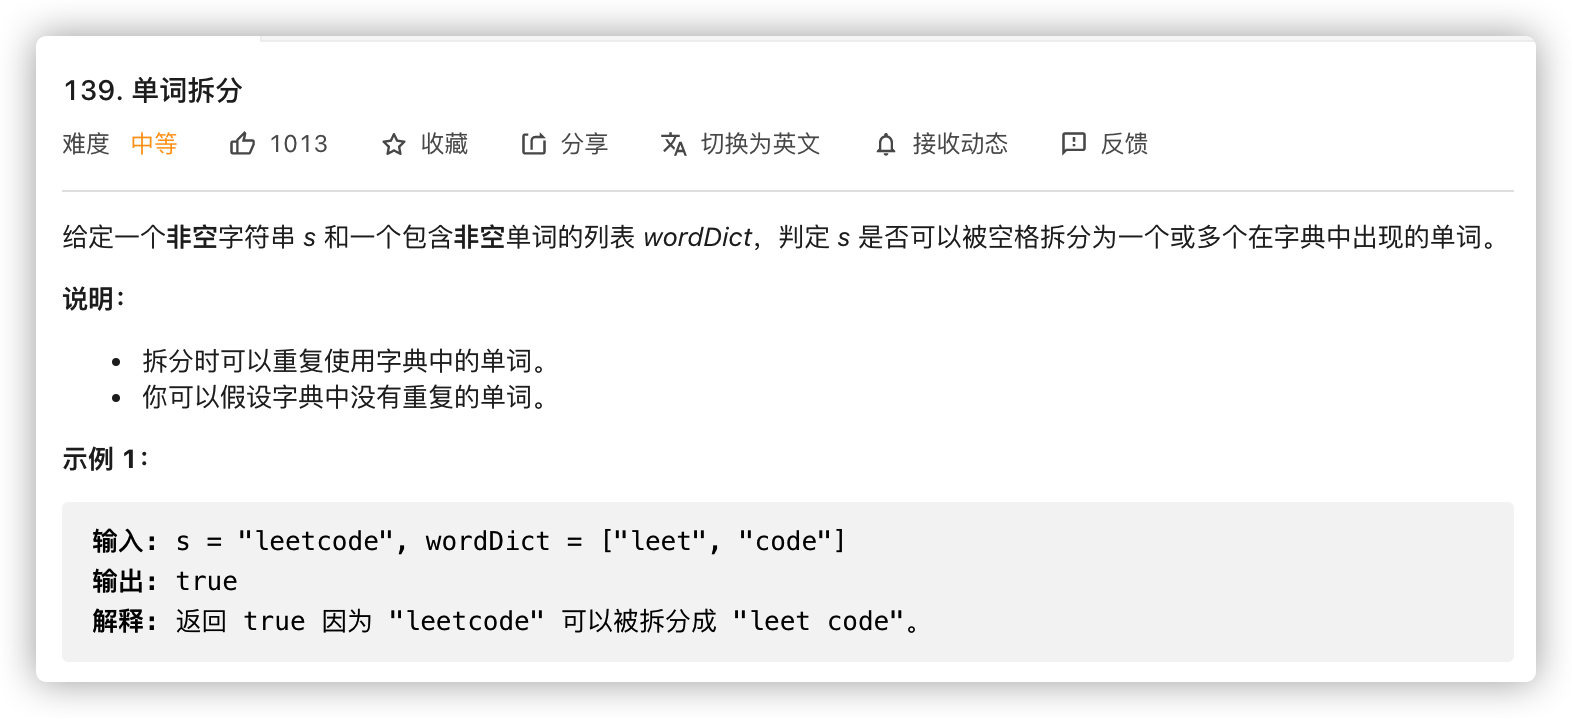 139. 单词拆分
难度 中等 1013 收藏 分享 切换为英文 接收动态 反馈
给定一个非空字符串 s 和一个包含非空单词的列表 wordDict，判定 s 是否可以被空格拆分为一个或多个在字典中出现的单词。
说明：
• 拆分时可以重复使用字典中的单词。
• 你可以假设字典中没有重复的单词。
示例 1：
输入: s = "leetcode", wordDict = ["leet", "code"]
输出: true
解释: 返回 true 因为 "leetcode" 可以被拆分成 "leet code"。